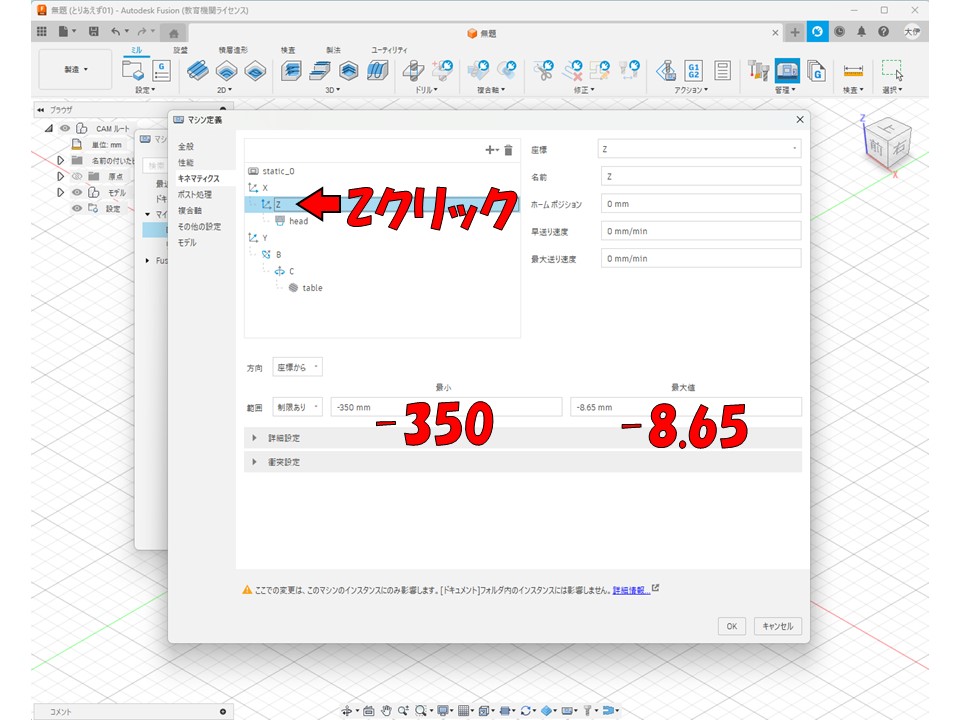 無題 (とりあえず01) - Autodesk Fusion (教育機関ライセンス)
無題
大伊
製造
ミル 旋盤 積層造形 検査 製法 ユーティリティ
設定 2D 3D ドリル 複合軸 修正 アクション 管理 検査 選択
G1
G2
ブラウザ
CAM ルート
単位: mm
名前の付いた
原点
モデル
設定
検索
マシン定義
全般
性能
キネマティクス
ポスト処理
複合軸
その他の設定
モデル
static_0
X
Z
head
Y
B
C
table
Zクリック
座標 Z
名前 Z
ホーム ポジション 0 mm
早送り速度 0 mm/min
最大送り速度 0 mm/min
方向 座標から
最小 最大値
範囲 制限あり -350 mm -8.65 mm
-350 -8.65
詳細設定
衝突設定
ここでの変更は、このマシンのインスタンスにのみ影響します。[ドキュメント]フォルダ内のインスタンスには影響しません。詳細情報...
OK キャンセル
Z
前
右
X
コメント